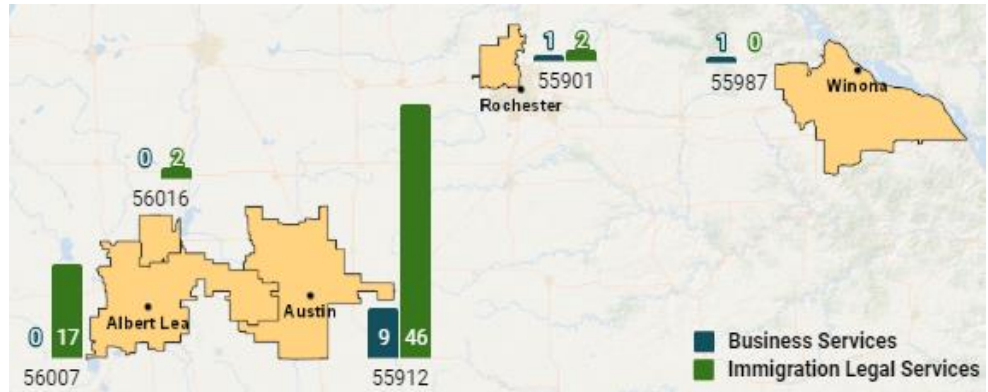 1 2
55901
Rochester
1 0
55987
Winona
0 2
56016
Albert Lea
0 17
56007
Austin
9 46
55912
Business Services
Immigration Legal Services